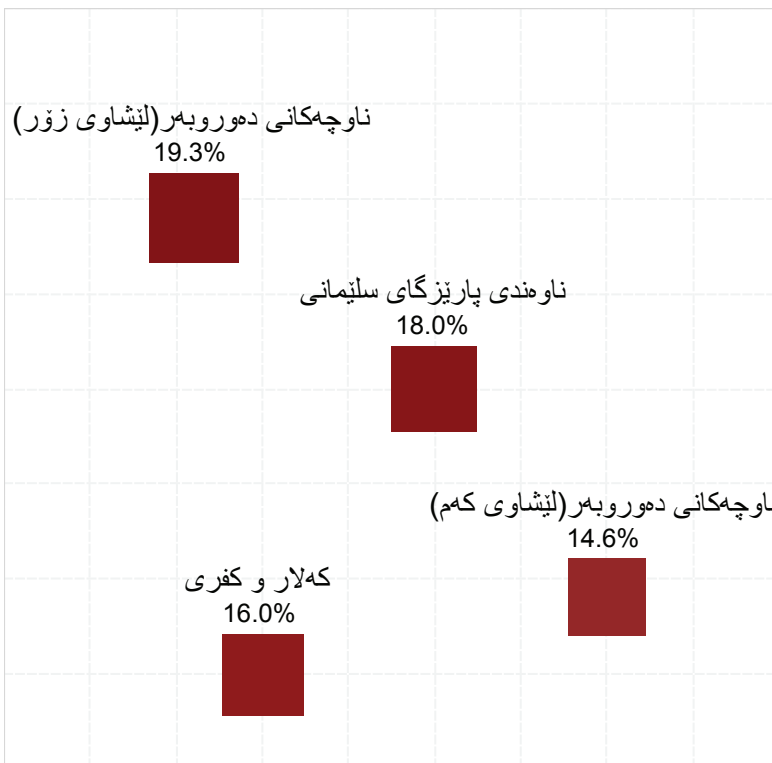 ناوچەکانی دەوروبەر(لێشاوی زۆر)
19.3%
ناوەندی پارێزگای سلێمانی
18.0%
ناوچەکانی دەوروبەر(لێشاوی کەم)
14.6%
کەلار و کفری
16.0%